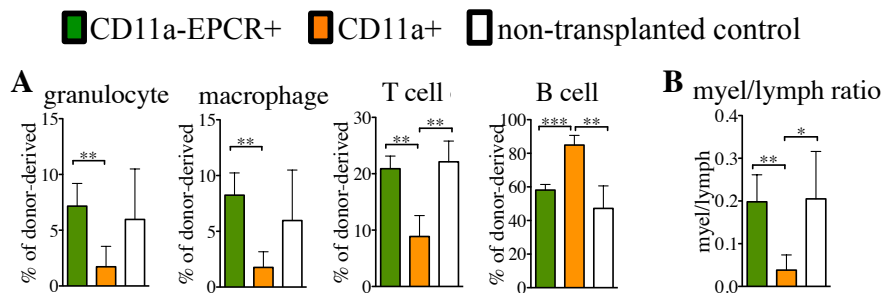 CD11a-EPCR+ CD11a+ non-transplanted control
A
granulocyte
% of donor-derived
15
10
5
0
**
macrophage
% of donor-derived
15
10
5
0
**
T cell
% of donor-derived
30
20
10
0
** **
B cell
% of donor-derived
100
80
60
40
20
0
*** **
B
myel/lymph ratio
myel/lymph
0.4
0.3
0.2
0.1
0.0
** *